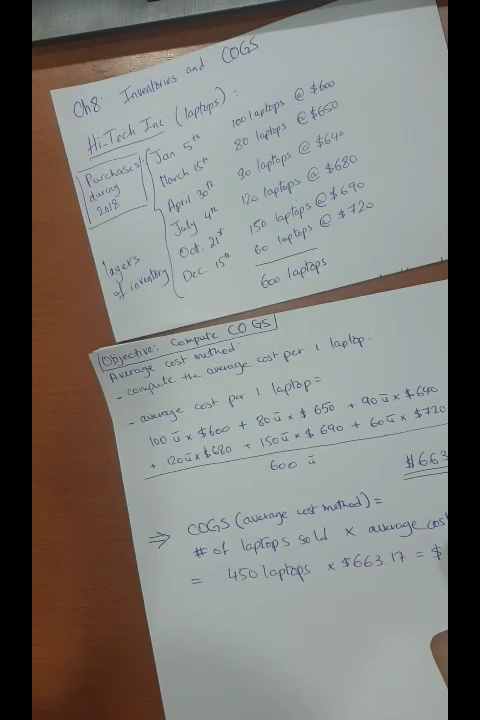 Ch8: Inventories and COGS
Hi-Tech Inc (laptops):
Purchases during 2018
Jan 5th 100 laptops @ $600
March 15th 80 laptops @ $650
April 30th 90 laptops @ $640
July 4th 120 laptops @ $680
Oct. 21st 150 laptops @ $690
Dec. 15th 60 laptops @ $720
600 laptops
layers of inventory
Objective: Compute COGS
Average cost method:
- compute the average cost per 1 laptop:
- average cost per 1 laptop =
100 ū x $600 + 80 ū x $650 + 90 ū x $640
+ 120 ū x $680 + 150 ū x $690 + 60 ū x $720
600 ū
$663
⇒ COGS (average cost method) =
# of laptops sold x average cost
= 450 laptops x $663.17 = $